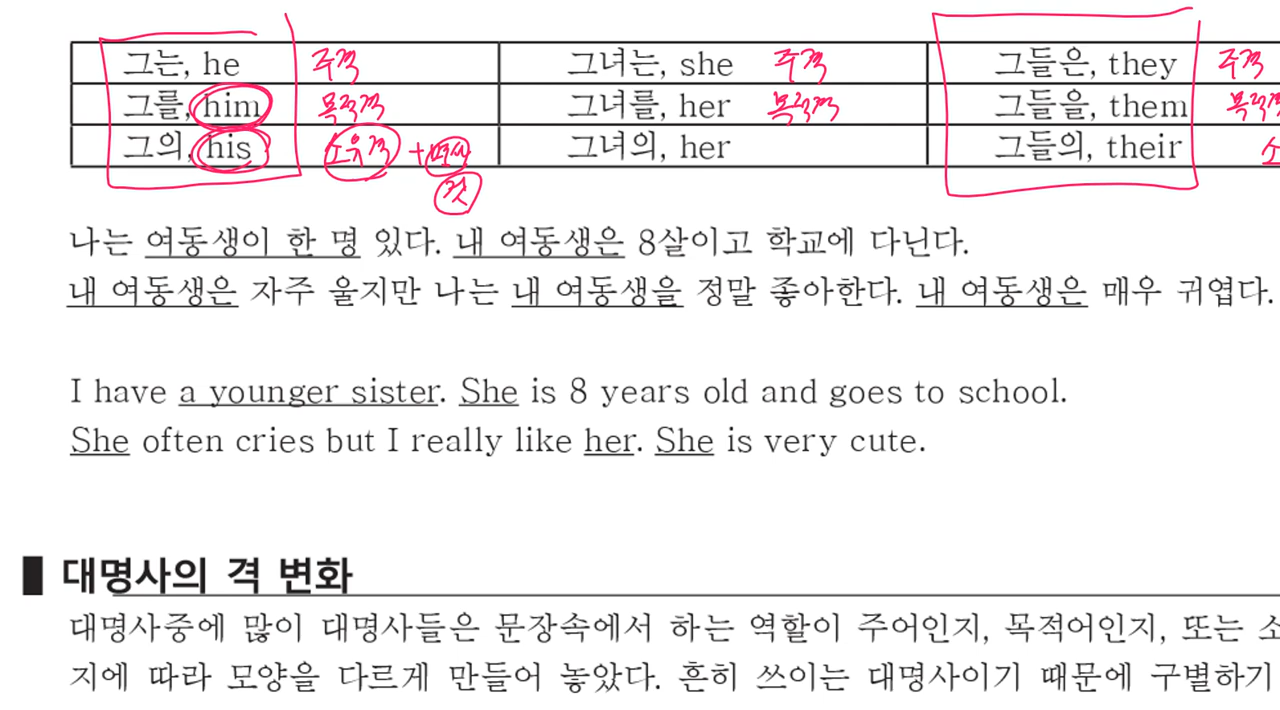 그는, he 주격 그녀는, she 주격 그들은, they 주격
그를, him 목적격 그녀를, her 목적격 그들을, them 목적격
그의, his 소유격 + 명사 그녀의, her 그들의, their 소
것
나는 여동생이 한 명 있다. 내 여동생은 8살이고 학교에 다닌다.
내 여동생은 자주 울지만 나는 내 여동생을 정말 좋아한다. 내 여동생은 매우 귀엽다.
I have a younger sister. She is 8 years old and goes to school.
She often cries but I really like her. She is very cute.
대명사의 격 변화
대명사중에 많이 대명사들은 문장속에서 하는 역할이 주어인지, 목적어인지, 또는 소
지에 따라 모양을 다르게 만들어 놓았다. 흔히 쓰이는 대명사이기 때문에 구별하기